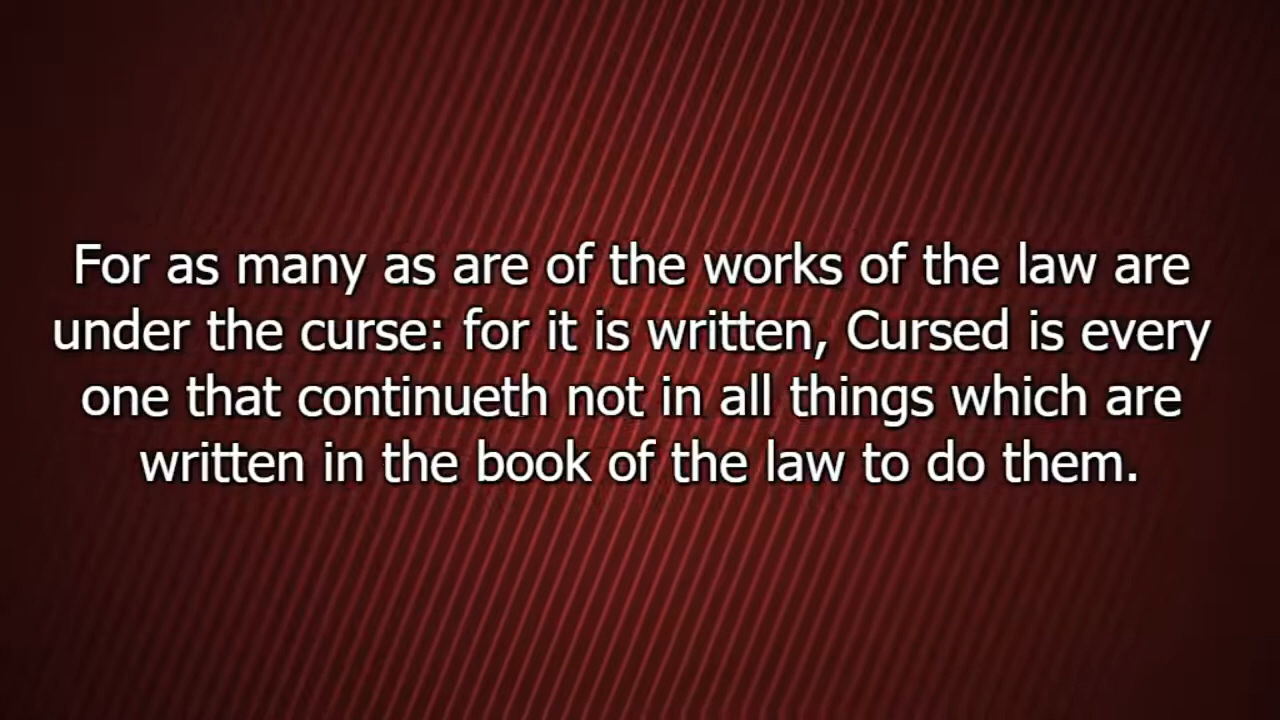 For as many as are of the works of the law are
under the curse: for it is written, Cursed is every
one that continueth not in all things which are
written in the book of the law to do them.